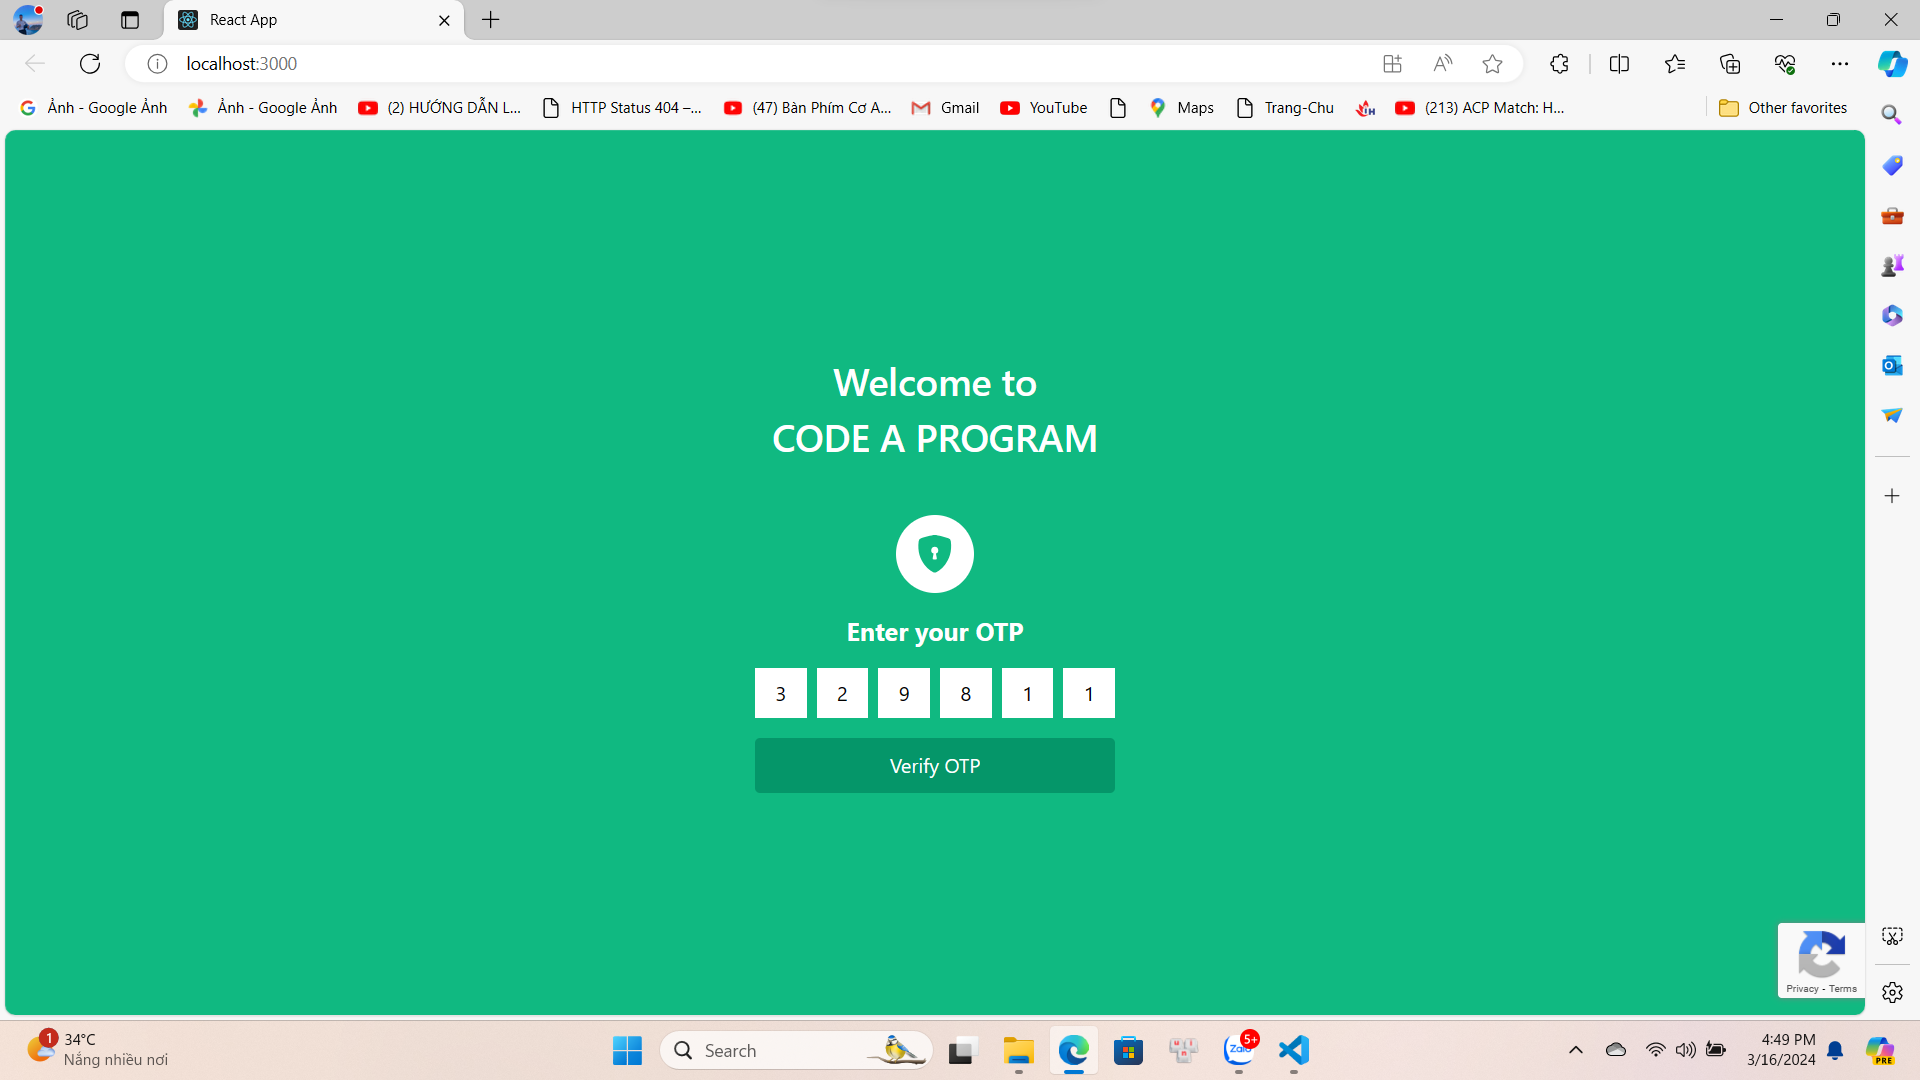 React App
localhost:3000
Ảnh - Google Ảnh
Ảnh - Google Ảnh
(2) HƯỚNG DẪN L...
HTTP Status 404 –...
(47) Bàn Phím Cơ A...
Gmail
YouTube
Maps
Trang-Chu
(213) ACP Match: H...
Other favorites
Welcome to
CODE A PROGRAM
Enter your OTP
3 2 9 8 1 1
Verify OTP
Privacy - Terms
1
34°C
Nắng nhiều nơi
Search
Zalo
5+
4:49 PM
3/16/2024
PRE